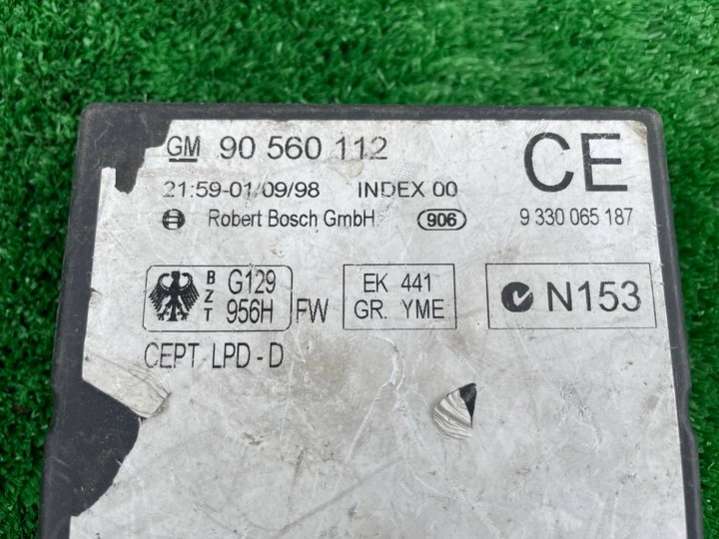 GM 90 560 112
CE
21:59-01/09/98 INDEX 00
Robert Bosch GmbH 906 9 330 065 187
BZT G129 956H FW
EK 441
GR. YME
N153
CEPT LPD - D